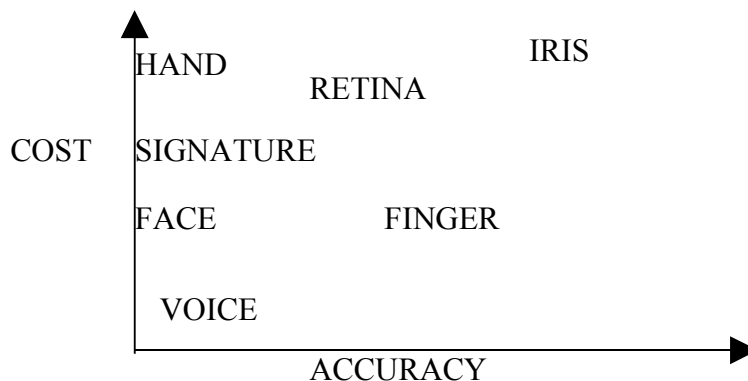 IRIS
HAND
RETINA
COST SIGNATURE
FACE FINGER
VOICE
ACCURACY